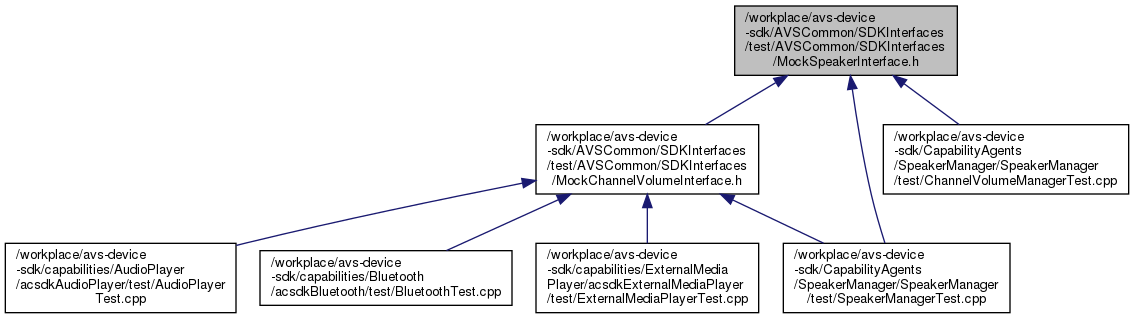 /workplace/avs-device
-sdk/AVSCommon/SDKInterfaces
/test/AVSCommon/SDKInterfaces
/MockSpeakerInterface.h
/workplace/avs-device
-sdk/AVSCommon/SDKInterfaces
/test/AVSCommon/SDKInterfaces
/MockChannelVolumeInterface.h
/workplace/avs-device
-sdk/CapabilityAgents
/SpeakerManager/SpeakerManager
/test/ChannelVolumeManagerTest.cpp
/workplace/avs-device
-sdk/capabilities/AudioPlayer
/acsdkAudioPlayer/test/AudioPlayer
Test.cpp
/workplace/avs-device
-sdk/capabilities/Bluetooth
/acsdkBluetooth/test/BluetoothTest.cpp
/workplace/avs-device
-sdk/capabilities/ExternalMedia
Player/acsdkExternalMediaPlayer
/test/ExternalMediaPlayerTest.cpp
/workplace/avs-device
-sdk/CapabilityAgents
/SpeakerManager/SpeakerManager
/test/SpeakerManagerTest.cpp